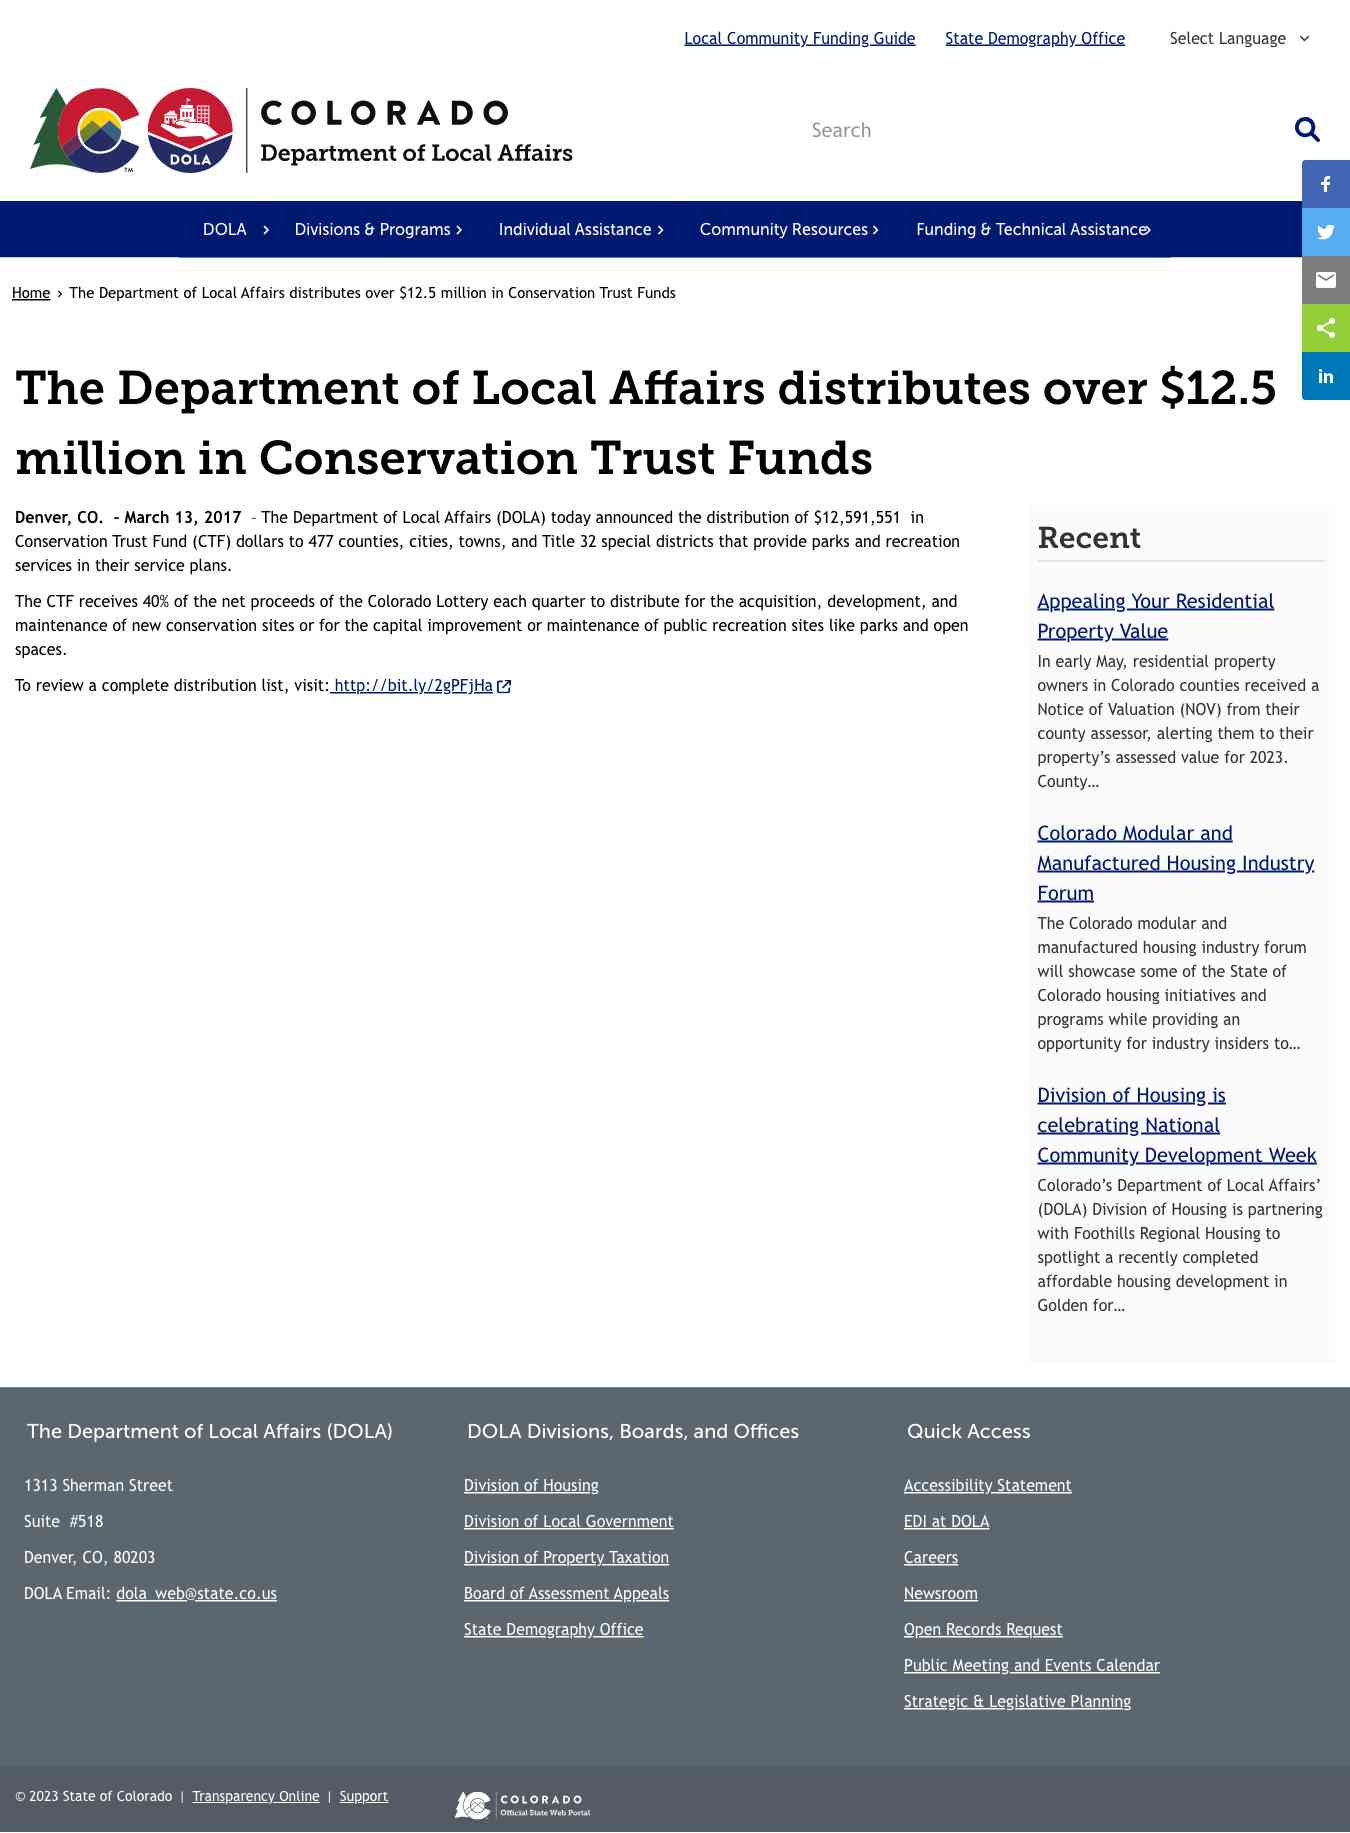 Local Community Funding Guide
State Demography Office
Select Language
COLORADO
Department of Local Affairs
DOLA
TM
Search
DOLA
Divisions & Programs
Individual Assistance
Community Resources
Funding & Technical Assistance
Home › The Department of Local Affairs distributes over $12.5 million in Conservation Trust Funds
The Department of Local Affairs distributes over $12.5
million in Conservation Trust Funds
Denver, CO.  - March 13, 2017  - The Department of Local Affairs (DOLA) today announced the distribution of $12,591,551  in
Conservation Trust Fund (CTF) dollars to 477 counties, cities, towns, and Title 32 special districts that provide parks and recreation
services in their service plans.
The CTF receives 40% of the net proceeds of the Colorado Lottery each quarter to distribute for the acquisition, development, and
maintenance of new conservation sites or for the capital improvement or maintenance of public recreation sites like parks and open
spaces.
To review a complete distribution list, visit: http://bit.ly/2gPFjHa
Recent
Appealing Your Residential
Property Value
In early May, residential property
owners in Colorado counties received a
Notice of Valuation (NOV) from their
county assessor, alerting them to their
property’s assessed value for 2023.
County…
Colorado Modular and
Manufactured Housing Industry
Forum
The Colorado modular and
manufactured housing industry forum
will showcase some of the State of
Colorado housing initiatives and
programs while providing an
opportunity for industry insiders to…
Division of Housing is
celebrating National
Community Development Week
Colorado’s Department of Local Affairs’
(DOLA) Division of Housing is partnering
with Foothills Regional Housing to
spotlight a recently completed
affordable housing development in
Golden for…
The Department of Local Affairs (DOLA)
1313 Sherman Street
Suite  #518
Denver, CO, 80203
DOLA Email: dola_web@state.co.us
DOLA Divisions, Boards, and Offices
Division of Housing
Division of Local Government
Division of Property Taxation
Board of Assessment Appeals
State Demography Office
Quick Access
Accessibility Statement
EDI at DOLA
Careers
Newsroom
Open Records Request
Public Meeting and Events Calendar
Strategic & Legislative Planning
© 2023 State of Colorado | Transparency Online | Support
COLORADO
Official State Web Portal